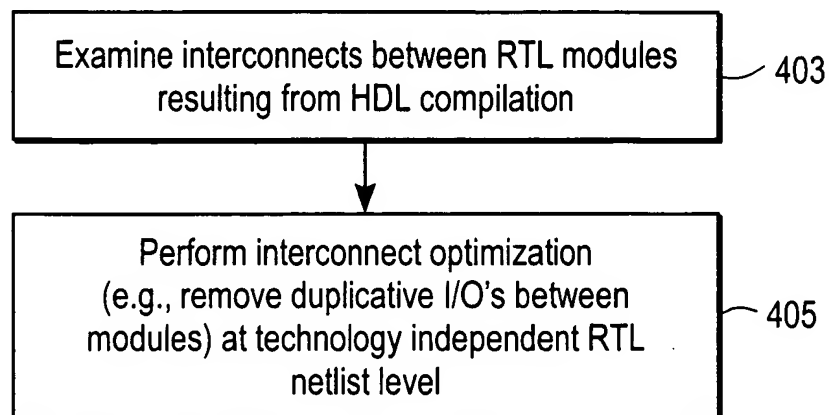 Examine interconnects between RTL modules
resulting from HDL compilation
403
Perform interconnect optimization
(e.g., remove duplicative I/O's between
modules) at technology independent RTL
netlist level
405